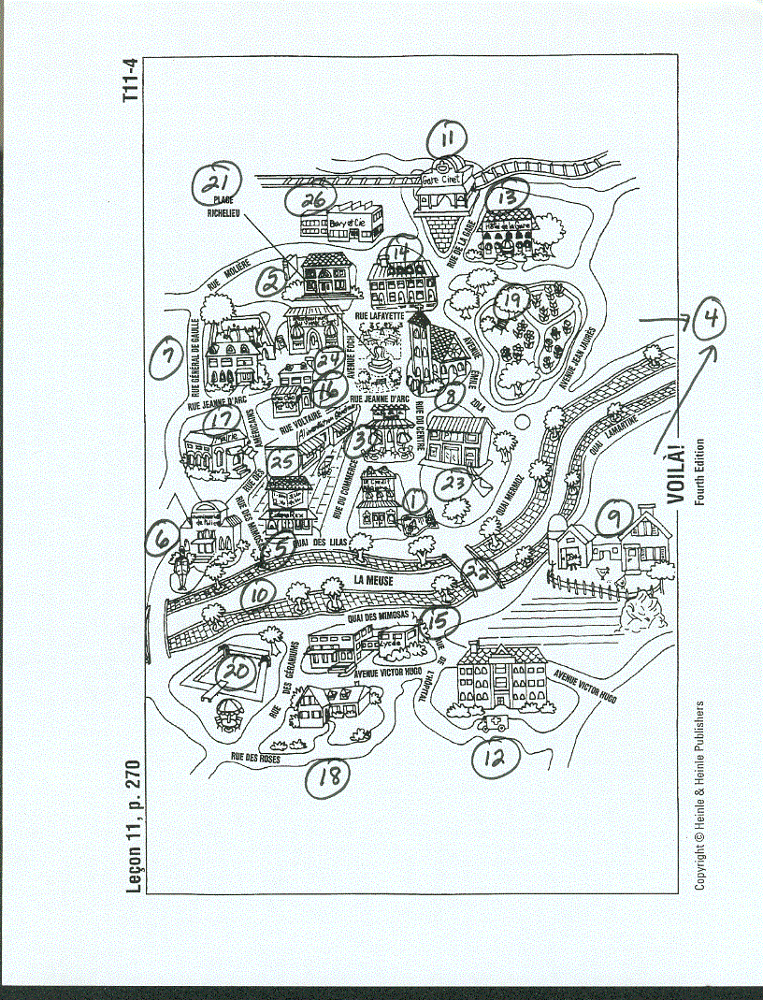 T11-4
11
Gare Ciret
21
PLACE
RICHELIEU
26
Bevry et Cie
13
Hôtel de la Gare
RUE DE LA GARE
14
RUE MOLIÈRE
2
19
4
RUE LAFAYETTE
7
RUE GÉNÉRAL DE GAULLE
AVENUE FOCH
24
AVENUE ÉMILE ZOLA
AVENUE JEAN JAURÈS
16
8
RUE JEANNE D'ARC
RUE JEANNE D'ARC
17
Mairie
RUE VOLTAIRE
RUE DU CENTRE
3
RUE DES AMÉRICAINS
25
23
QUAI LAMARTINE
QUAI MERMOZ
RUE DU COMMERCE
1
VOILÀ!
Fourth Edition
6
RUE DES MIMOSAS
9
5
QUAI DES LILAS
22
LA MEUSE
10
QUAI DES MIMOSAS
15
Lycée
RUE DE L'HÔPITAL
20
RUE DES GÉRANIUMS
AVENUE VICTOR HUGO
AVENUE VICTOR HUGO
RUE DES ROSES
12
18
Leçon 11, p. 270
Copyright © Heinle & Heinle Publishers